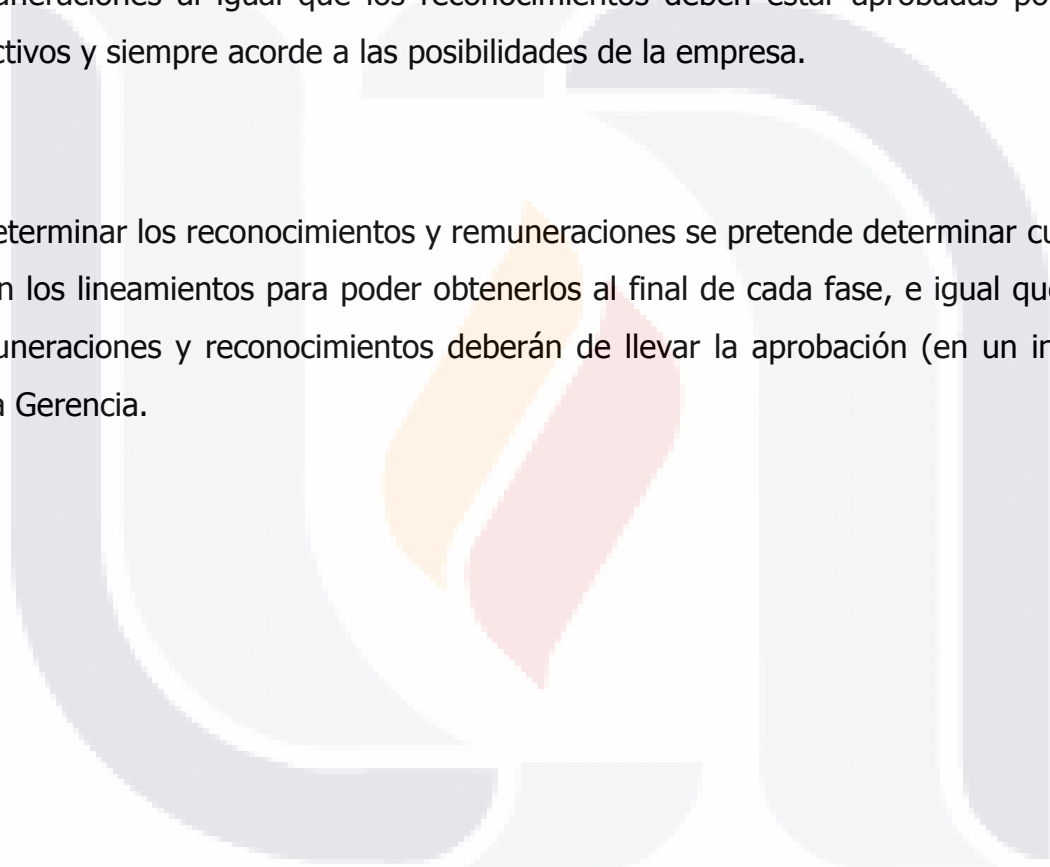 uneraciones al igual que los reconocimientos deben estar aprobadas po
ctivos y siempre acorde a las posibilidades de la empresa.
eterminar los reconocimientos y remuneraciones se pretende determinar cu
n los lineamientos para poder obtenerlos al final de cada fase, e igual que
uneraciones y reconocimientos deberán de llevar la aprobación (en un in
a Gerencia.